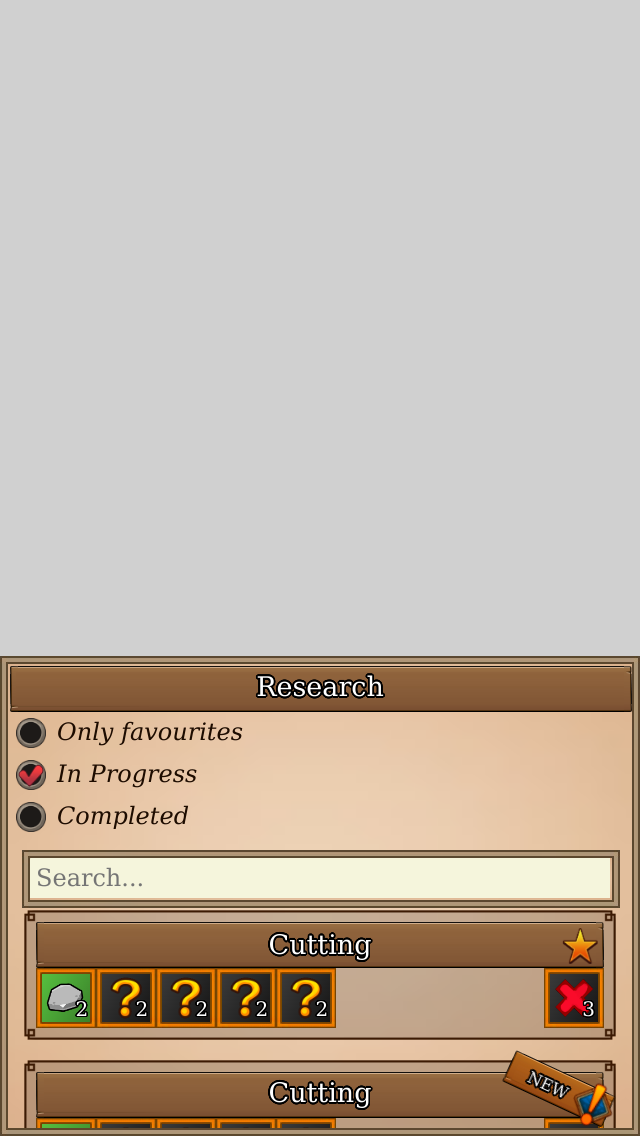 Research
Only favourites
In Progress
Completed
Search...
Cutting
2 ? 2 ? 2 ? 2 ? 2 3
Cutting
NEW